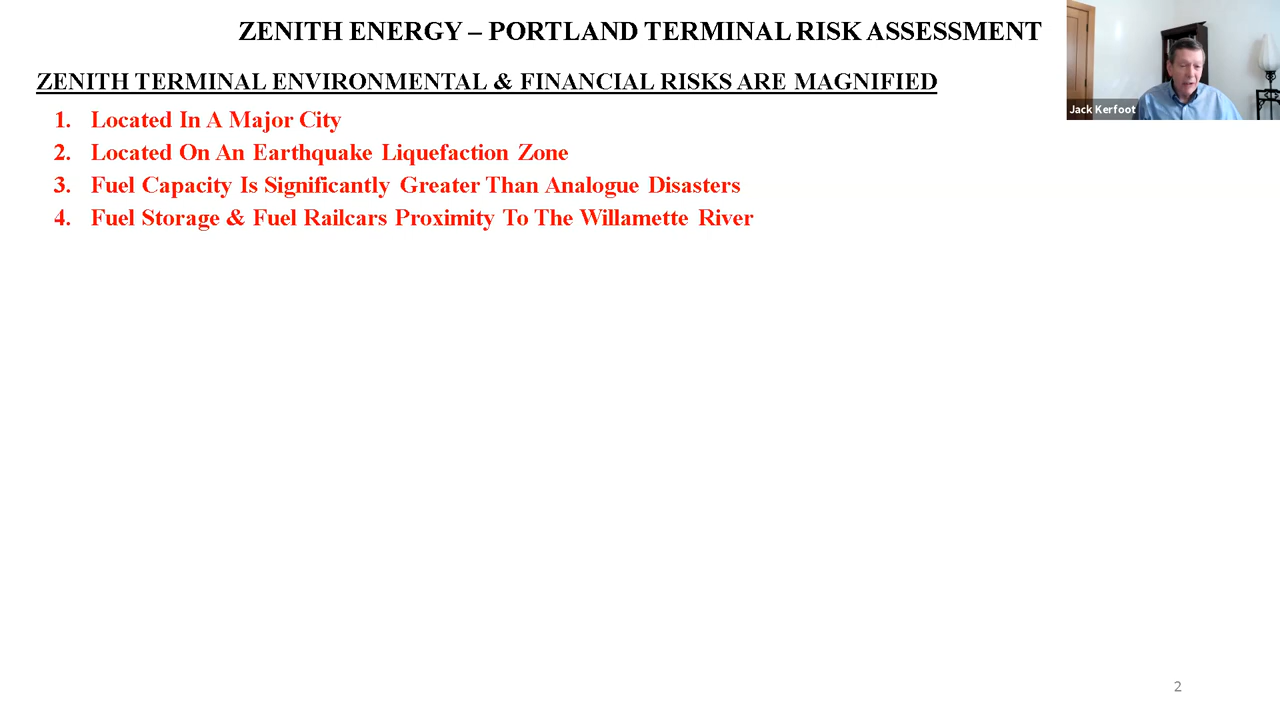 ZENITH ENERGY – PORTLAND TERMINAL RISK ASSESSMENT
ZENITH TERMINAL ENVIRONMENTAL & FINANCIAL RISKS ARE MAGNIFIED
1. Located In A Major City
2. Located On An Earthquake Liquefaction Zone
3. Fuel Capacity Is Significantly Greater Than Analogue Disasters
4. Fuel Storage & Fuel Railcars Proximity To The Willamette River
Jack Kerfoot
2